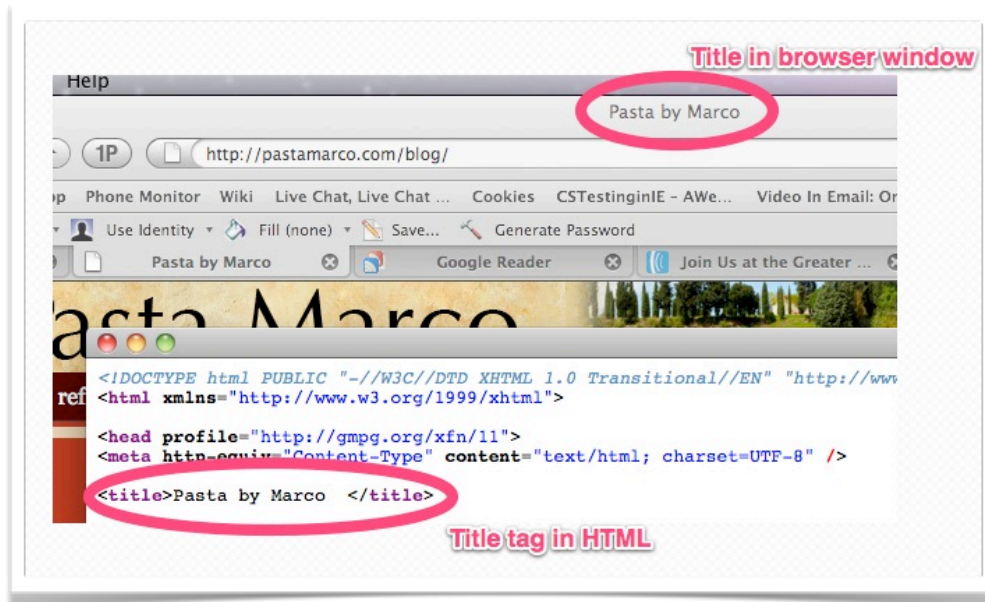 Title in browser window
Help
Pasta by Marco
1P http://pastamarco.com/blog/
Phone Monitor Wiki Live Chat, Live Chat ... Cookies CSTestinginIE – AWe... Video In Email: Or
Use Identity Fill (none) Save... Generate Password
Pasta by Marco Google Reader Join Us at the Greater ...
asta Marco
ref
<!DOCTYPE html PUBLIC "-//W3C//DTD XHTML 1.0 Transitional//EN" "http://www
<html xmlns="http://www.w3.org/1999/xhtml">
<head profile="http://gmpg.org/xfn/11">
<meta http-equiv="Content-Type" content="text/html; charset=UTF-8" />
<title>Pasta by Marco  </title>
Title tag in HTML